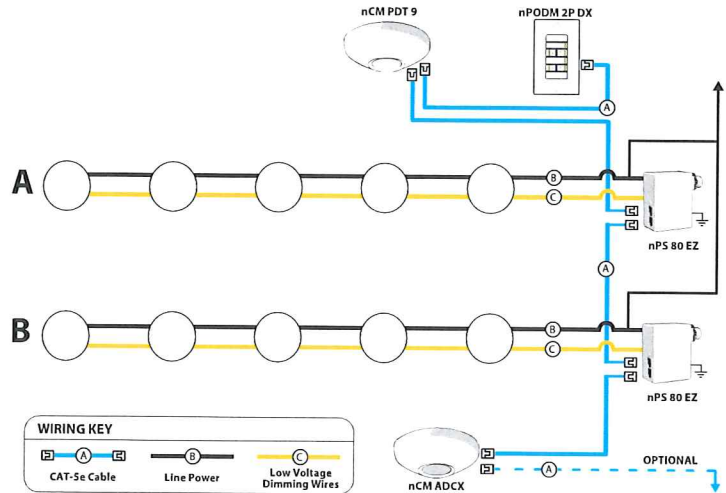 nCM PDT 9
nPODM 2P DX
A
A
B
C
nPS 80 EZ
A
B
B
C
nPS 80 EZ
WIRING KEY
A
B
C
CAT-5e Cable
Line Power
Low Voltage
Dimming Wires
nCM ADCX
A
OPTIONAL